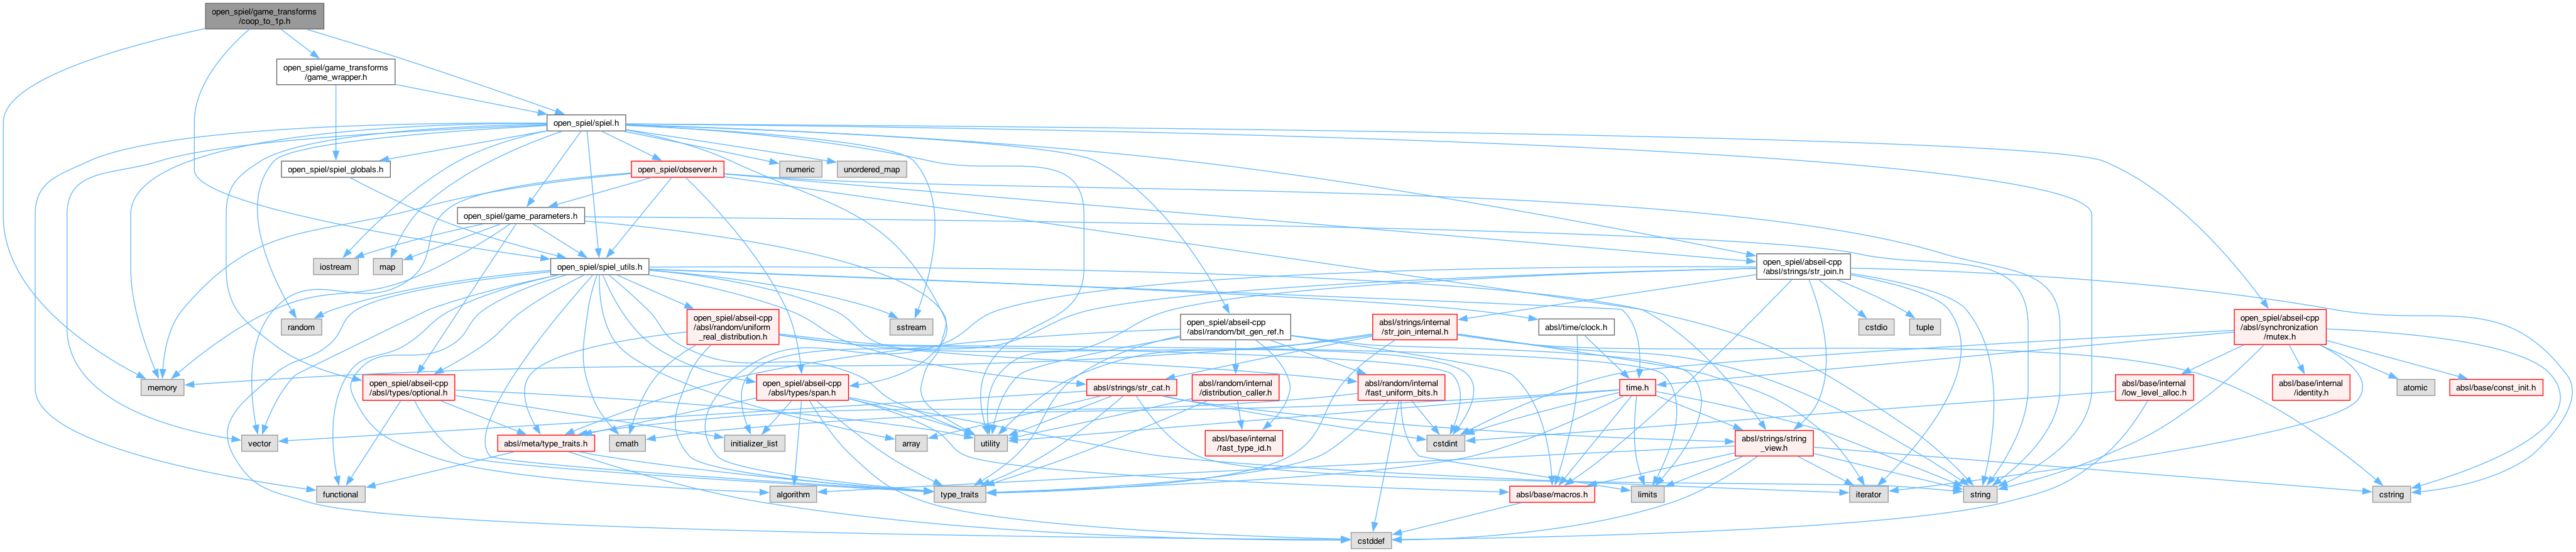 open_spiel/game_transforms
/coop_to_1p.h
open_spiel/game_transforms
/game_wrapper.h
open_spiel/spiel.h
open_spiel/spiel_globals.h
open_spiel/observer.h
numeric
unordered_map
open_spiel/game_parameters.h
iostream
map
open_spiel/spiel_utils.h
open_spiel/abseil-cpp
/absl/strings/str_join.h
random
open_spiel/abseil-cpp
/absl/random/uniform
_real_distribution.h
sstream
open_spiel/abseil-cpp
/absl/random/bit_gen_ref.h
absl/strings/internal
/str_join_internal.h
absl/time/clock.h
cstdio
tuple
open_spiel/abseil-cpp
/absl/synchronization
/mutex.h
memory
open_spiel/abseil-cpp
/absl/types/optional.h
open_spiel/abseil-cpp
/absl/types/span.h
absl/strings/str_cat.h
absl/random/internal
/distribution_caller.h
absl/random/internal
/fast_uniform_bits.h
time.h
absl/base/internal
/low_level_alloc.h
absl/base/internal
/identity.h
atomic
absl/base/const_init.h
vector
absl/meta/type_traits.h
cmath
initializer_list
array
utility
absl/base/internal
/fast_type_id.h
cstdint
absl/strings/string
_view.h
functional
algorithm
type_traits
absl/base/macros.h
limits
iterator
string
cstring
cstddef